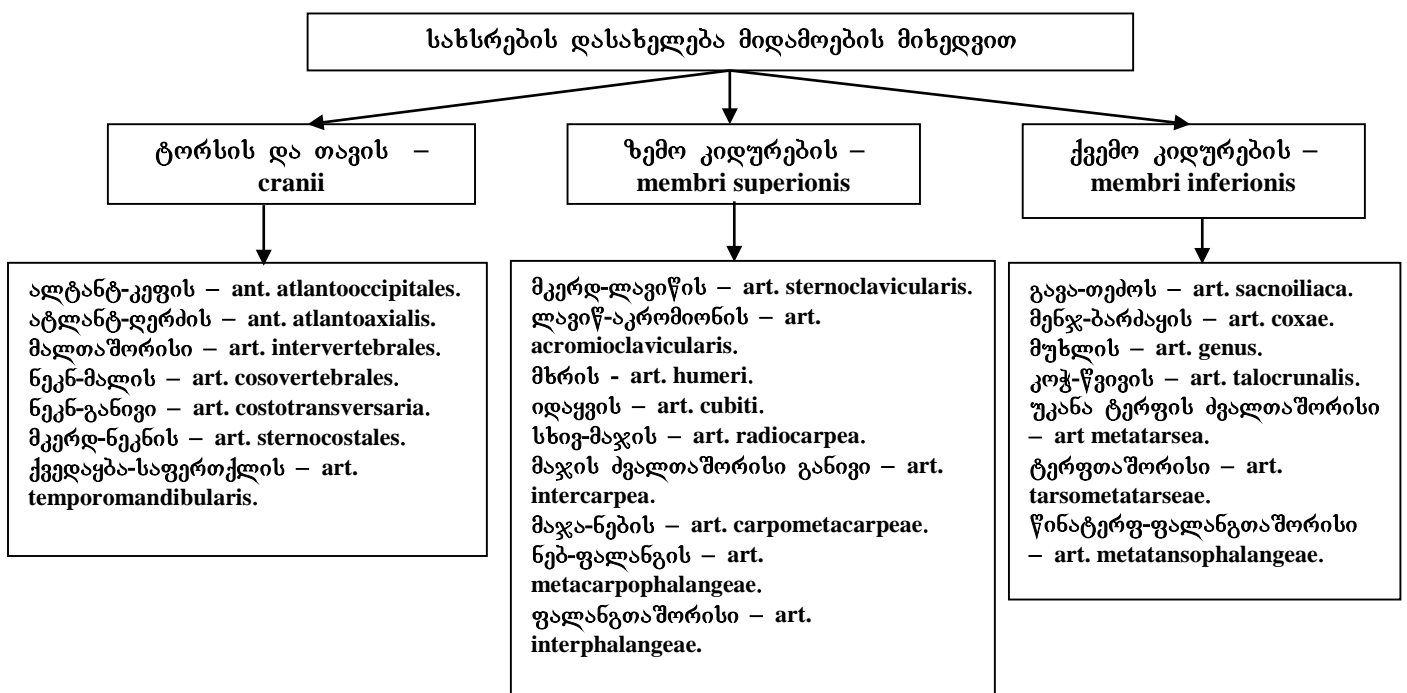 სახსრების დასახელება მიდამოების მიხედვით
ტორსის და თავის –
cranii
ზემო კიდურების –
membri superionis
ქვემო კიდურების –
membri inferionis
ალტანტ-კეფის – ant. atlantooccipitales.
ატლანტ-ღერძის – ant. atlantoaxialis.
მალთაშორისი – art. intervertebrales.
ნეკნ-მალის – art. cosovertebrales.
ნეკნ-განივი – art. costotransversaria.
მკერდ-ნეკნის – art. sternocostales.
ქვედაყბა-საფერთქლის – art.
temporomandibularis.
მკერდ-ლავიწის – art. sternoclavicularis.
ლავიწ-აკრომიონის – art.
acromioclavicularis.
მხრის - art. humeri.
იდაყვის – art. cubiti.
სხივ-მაჯის – art. radiocarpea.
მაჯის ძვალთაშორისი განივი – art.
intercarpea.
მაჯა-ნების – art. carpometacarpeae.
ნებ-ფალანგის – art.
metacarpophalangeae.
ფალანგთაშორისი – art.
interphalangeae.
გავა-თეძოს – art. sacnoiliaca.
მენჯ-ბარძაყის – art. coxae.
მუხლის – art. genus.
კოჭ-წვივის – art. talocrunalis.
უკანა ტერფის ძვალთაშორისი
– art metatarsea.
ტერფთაშორისი – art.
tarsometatarseae.
წინატერფ-ფალანგთაშორისი
– art. metatansophalangeae.